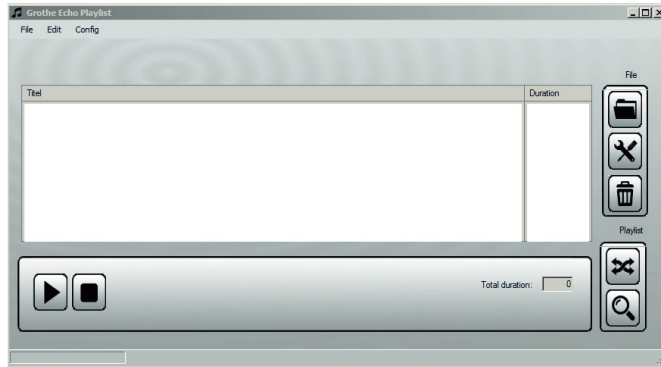 Grothe Echo Playlist
File Edit Config
File
Titel Duration
Playlist
Total duration: 0